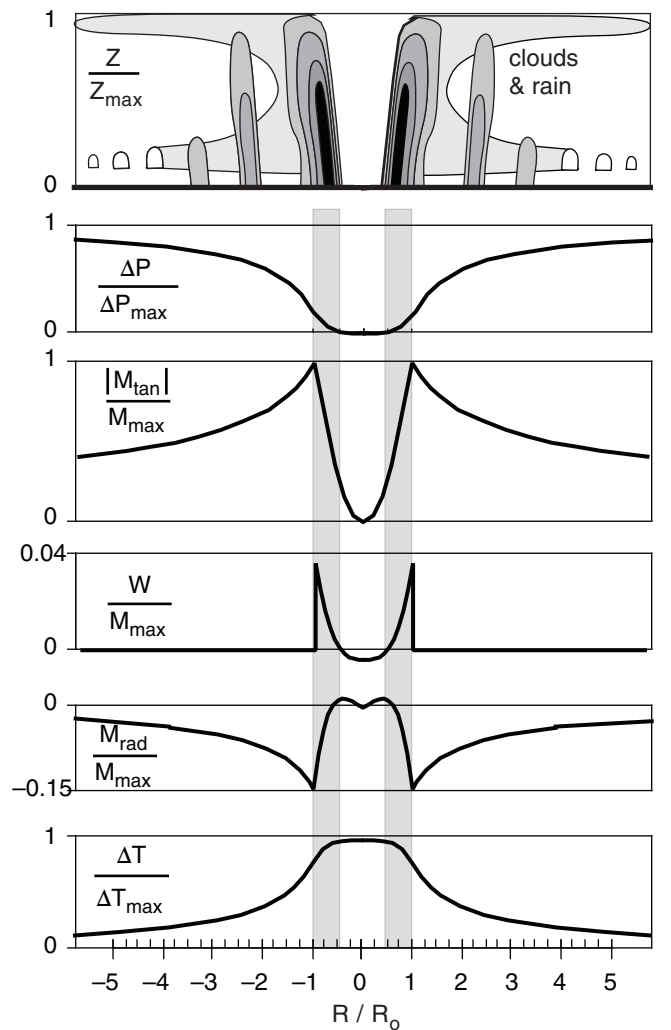 1
Z
Z_max
clouds
& rain
0
1
ΔP
ΔP_max
0
1
|M_tan|
M_max
0
0.04
W
M_max
0
0
M_rad
M_max
−0.15
1
ΔT
ΔT_max
0
−5 −4 −3 −2 −1 0 1 2 3 4 5
R / R_o